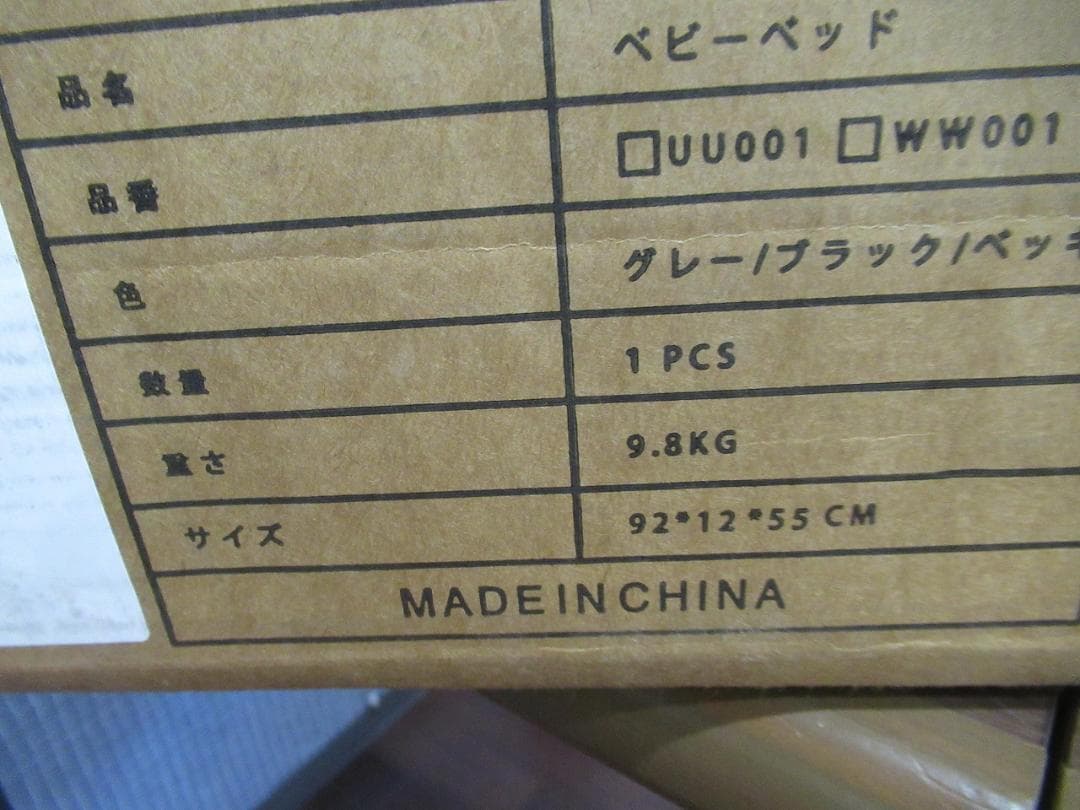 品名 ベビーベッド
品番 □UU001 □WW001
色 グレー/ブラック/ベッキ
数量 1 PCS
重さ 9.8KG
サイズ 92*12*55 CM
MADEINCHINA